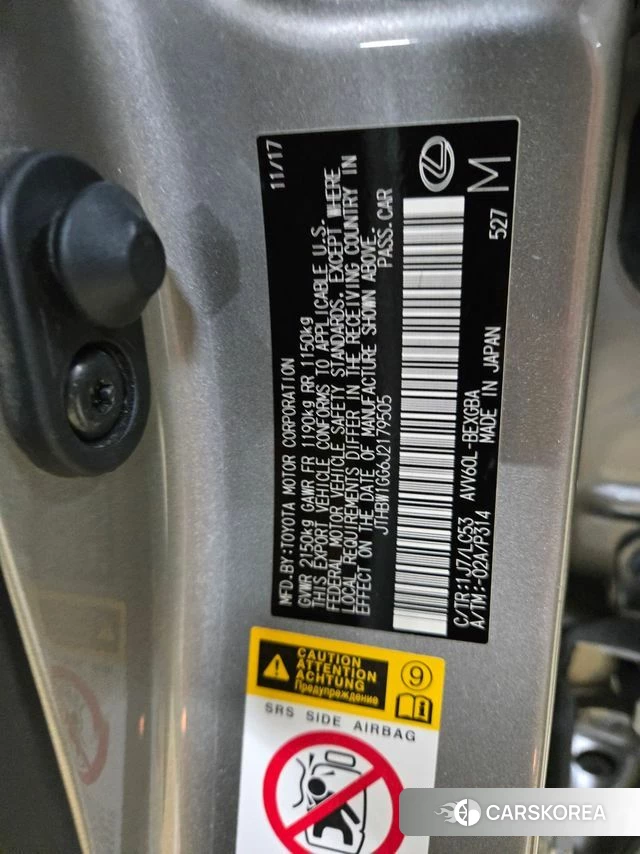 11/17
MFD.BY:TOYOTA MOTOR CORPORATION
GVWR 2150kg GAWR FR 1190kg RR 1150kg
THIS EXPORT VEHICLE CONFORMS TO APPLICABLE U.S.
FEDERAL MOTOR VEHICLE SAFETY STANDARDS. EXCEPT WHERE
LOCAL REQUIREMENTS DIFFER IN THE RECEIVING COUNTRY IN
EFFECT ON THE DATE OF MANUFACTURE SHOWN ABOVE.
JTHBW1GG6J2179505 PASS.CAR
C/TR:1J7/LC53 AVV60L-BEXGBA
A/TM:-02A/P314 MADE IN JAPAN
527
M
CAUTION
ATTENTION
ACHTUNG
Предупреждение
9
SRS SIDE AIRBAG
CARSKOREA